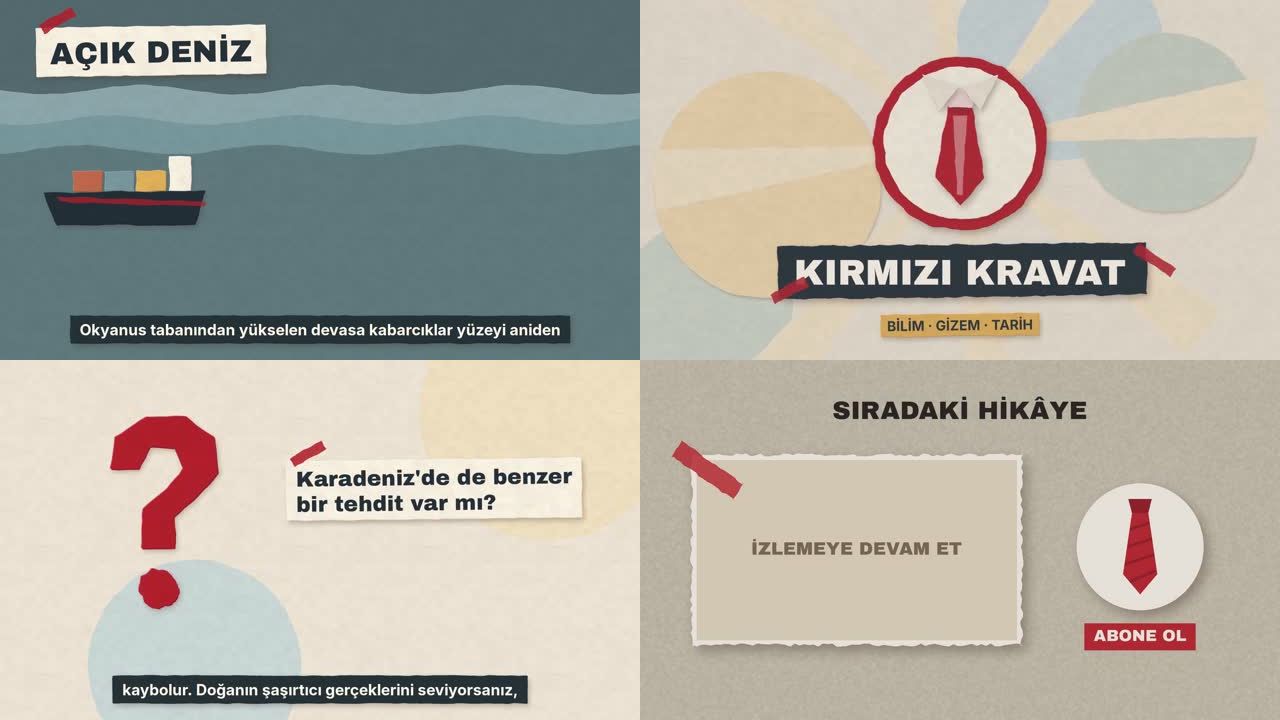 AÇIK DENİZ
Okyanus tabanından yükselen devasa kabarcıklar yüzeyi aniden
KIRMIZI KRAVAT
BİLİM · GİZEM · TARİH
Karadeniz'de de benzer
bir tehdit var mı?
kaybolur. Doğanın şaşırtıcı gerçeklerini seviyorsanız,
SIRADAKİ HİKÂYE
İZLEMEYE DEVAM ET
ABONE OL